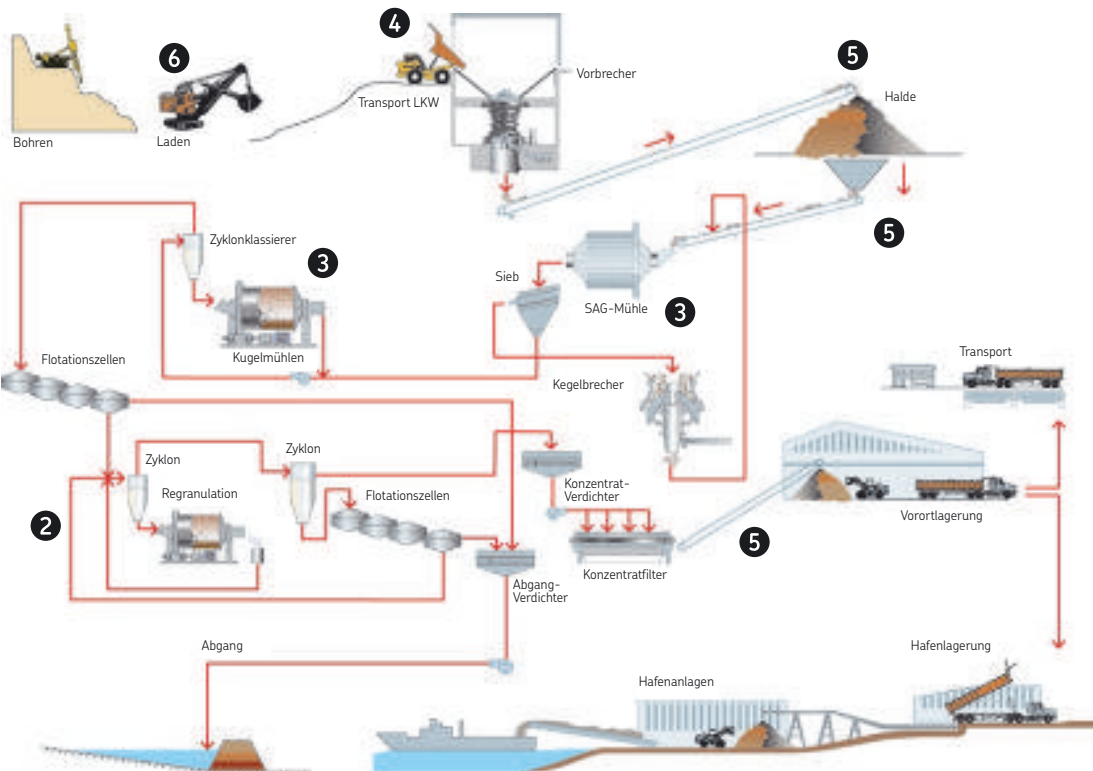 4
5
6
Vorbrecher
Halde
Transport LKW
Bohren
Laden
5
Zyklonklassierer
3
Sieb
SAG-Mühle
3
Kugelmühlen
Flotationszellen
Kegelbrecher
Transport
Zyklon
Zyklon
Regranulation
Flotationszellen
Konzentrat-
Verdichter
Vorortlagerung
2
5
Konzentratfilter
Abgang-
Verdichter
Abgang
Hafenlagerung
Hafenanlagen